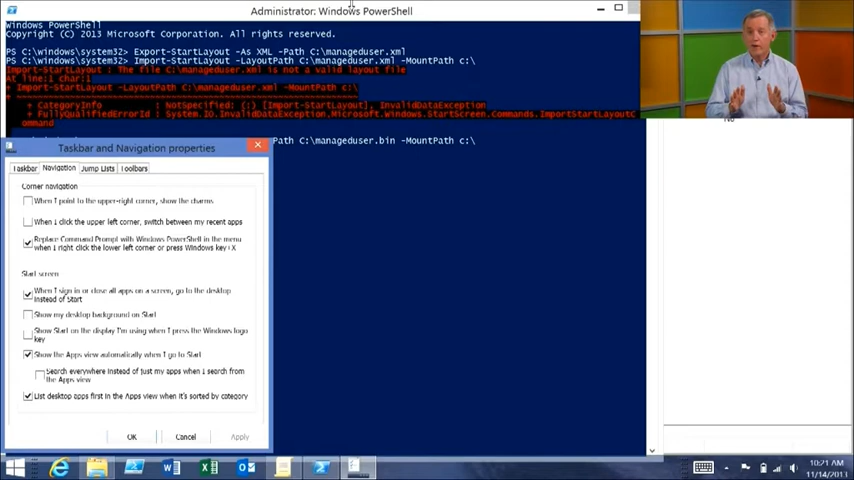 Administrator: Windows PowerShell
Windows PowerShell
Copyright (C) 2013 Microsoft Corporation. All rights reserved.
PS C:\windows\system32> Export-StartLayout -As XML -Path C:\manageduser.xml
PS C:\windows\system32> Import-StartLayout -LayoutPath C:\manageduser.xml -MountPath c:\
Import-StartLayout : The file C:\manageduser.xml is not a valid layout file
At line:1 char:1
+ Import-StartLayout -LayoutPath C:\manageduser.xml -MountPath c:\
+ CategoryInfo : NotSpecified: (:) [Import-StartLayout], InvalidDataException
+ FullyQualifiedErrorId : System.IO.InvalidDataException,Microsoft.Windows.StartScreen.Commands.ImportStartLayoutC
ommand
Path C:\manageduser.bin -MountPath c:\
No
Taskbar and Navigation properties
Taskbar Navigation Jump Lists Toolbars
Corner navigation
When I point to the upper-right corner, show the charms
When I click the upper left corner, switch between my recent apps
Replace Command Prompt with Windows PowerShell in the menu
when I right click the lower left corner or press Windows key+X
Start screen
When I sign in or close all apps on a screen, go to the desktop
instead of Start
Show my desktop background on Start
Show Start on the display I'm using when I press the Windows logo
key
Show the Apps view automatically when I go to Start
Search everywhere instead of just my apps when I search from
the Apps view
List desktop apps first in the Apps view when it's sorted by category
OK Cancel Apply
10:21 AM
11/14/2013